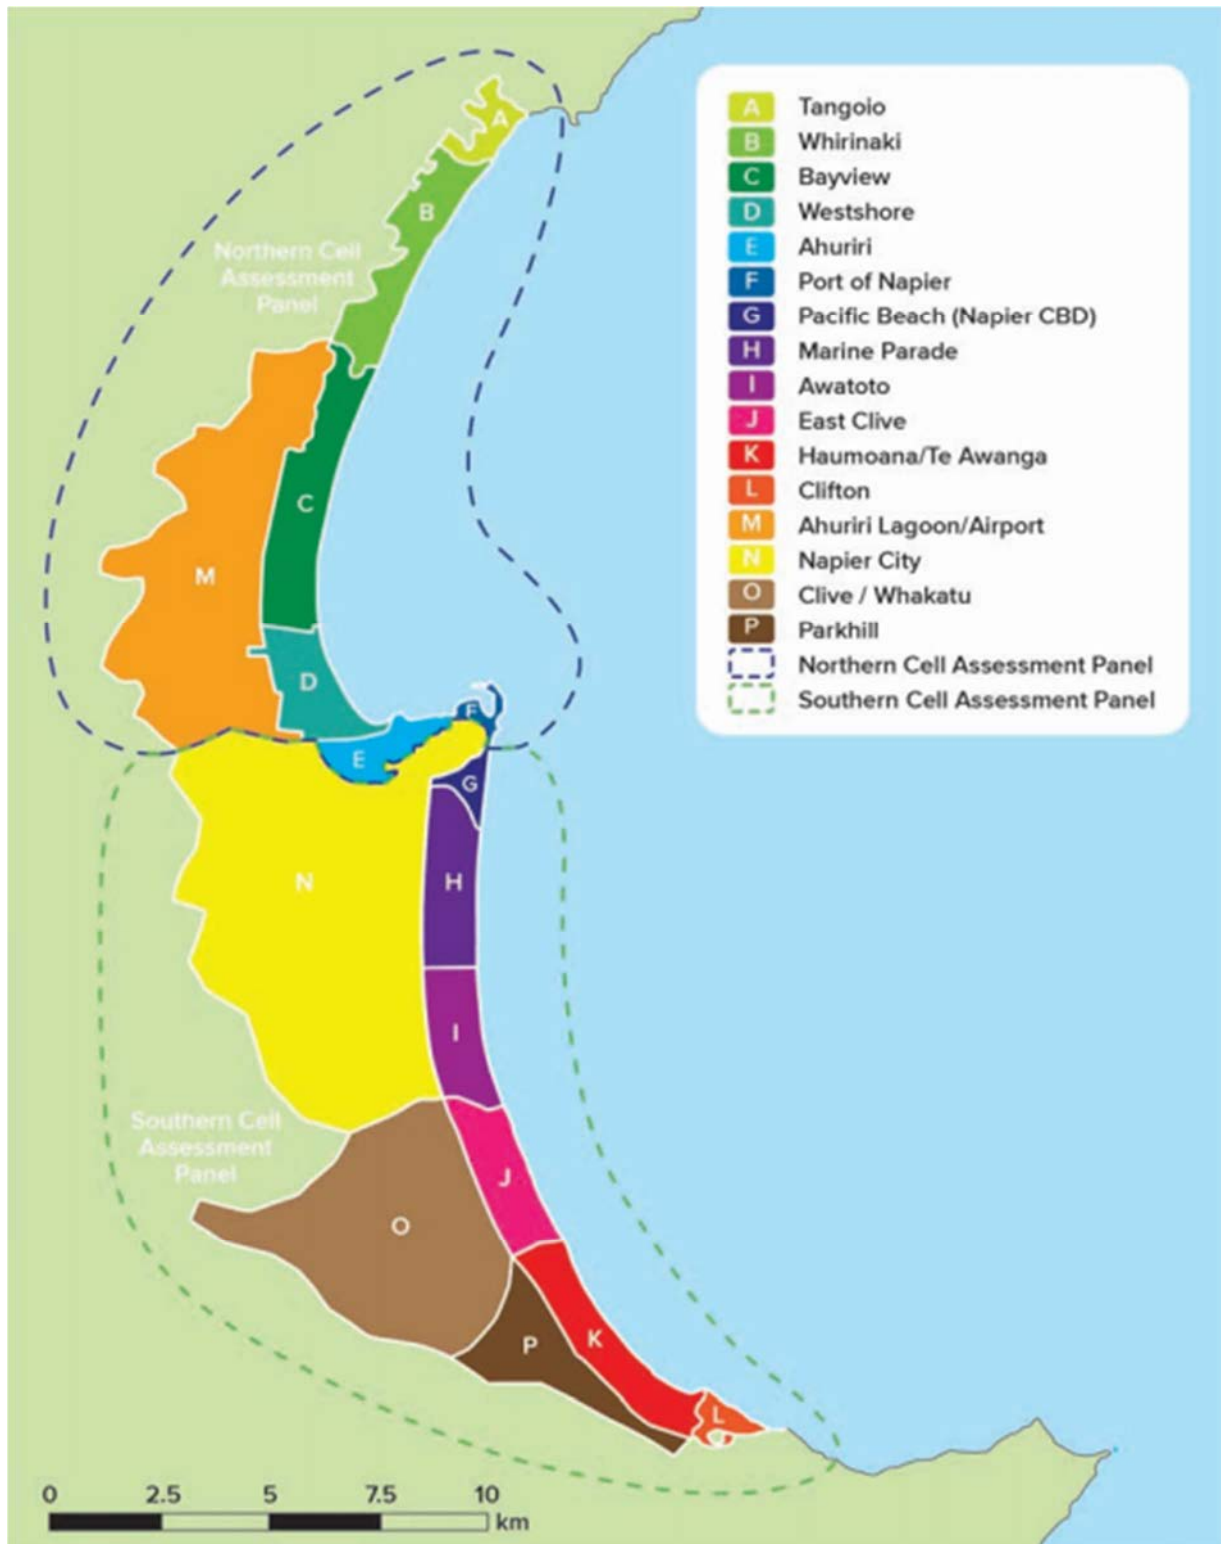 A Tangoio
B Whirinaki
C Bayview
D Westshore
E Ahuriri
F Port of Napier
G Pacific Beach (Napier CBD)
H Marine Parade
I Awatoto
J East Clive
K Haumoana/Te Awanga
L Clifton
M Ahuriri Lagoon/Airport
N Napier City
O Clive / Whakatu
P Parkhill
Northern Cell Assessment Panel
Southern Cell Assessment Panel
A
B
Northern Cell
Assessment
Panel
C
M
D
F
E
G
N
H
I
Southern Cell
Assessment
Panel
J
O
K
P
L
0 2.5 5 7.5 10
km